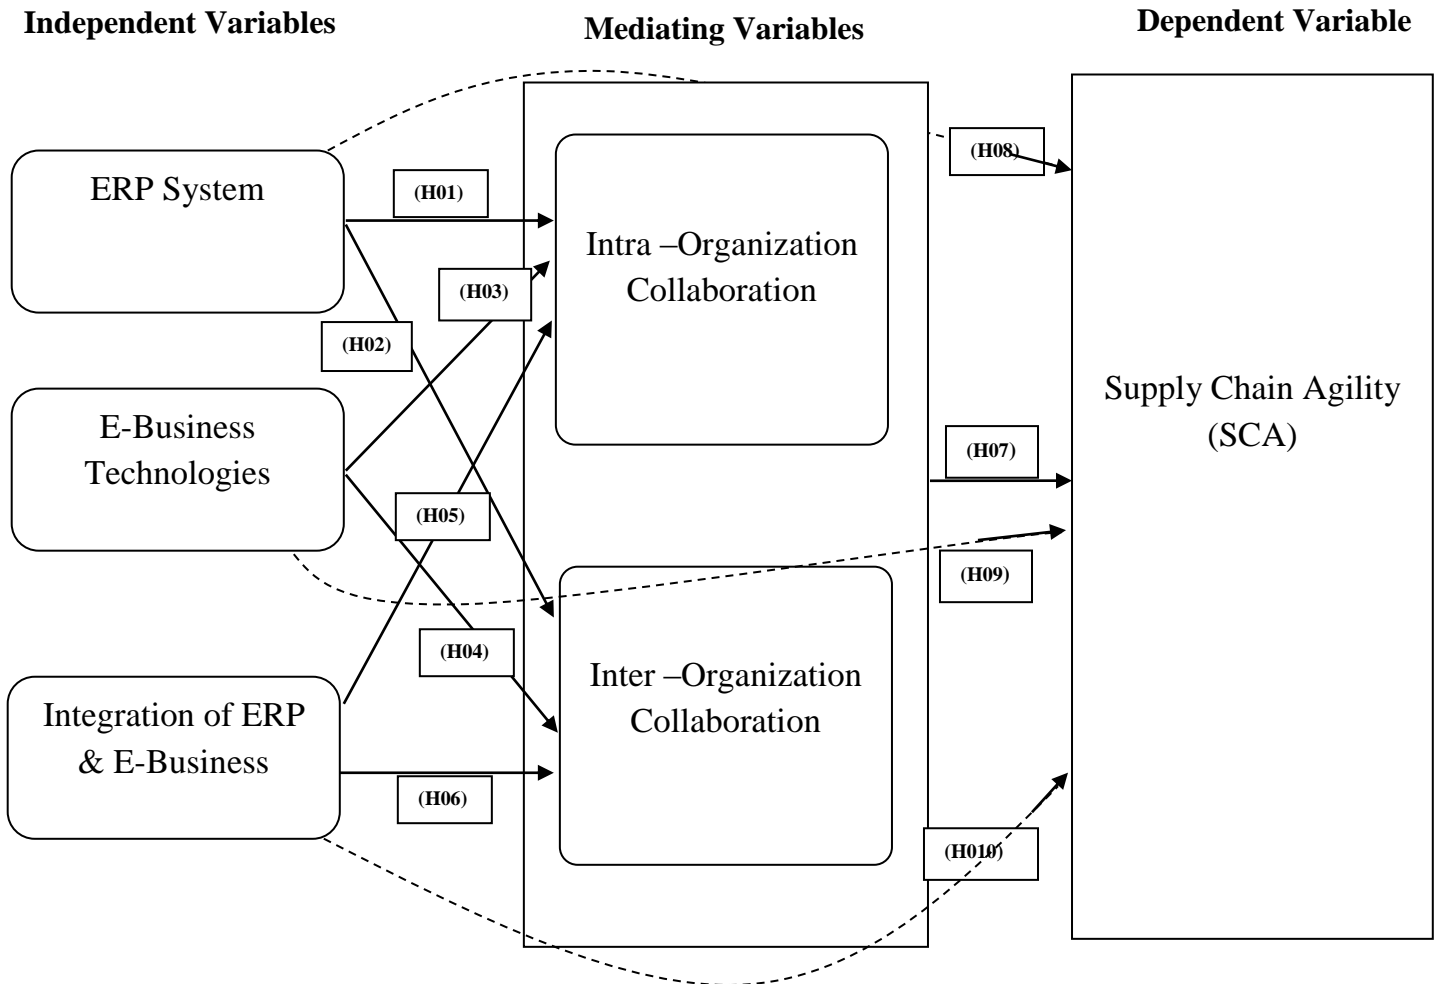 Independent Variables
Mediating Variables
Dependent Variable
ERP System
(H01)
(H02)
(H03)
Intra –Organization
Collaboration
(H08)
E-Business
Technologies
(H05)
(H04)
(H07)
(H09)
Supply Chain Agility
(SCA)
Integration of ERP
& E-Business
(H06)
Inter –Organization
Collaboration
(H010)